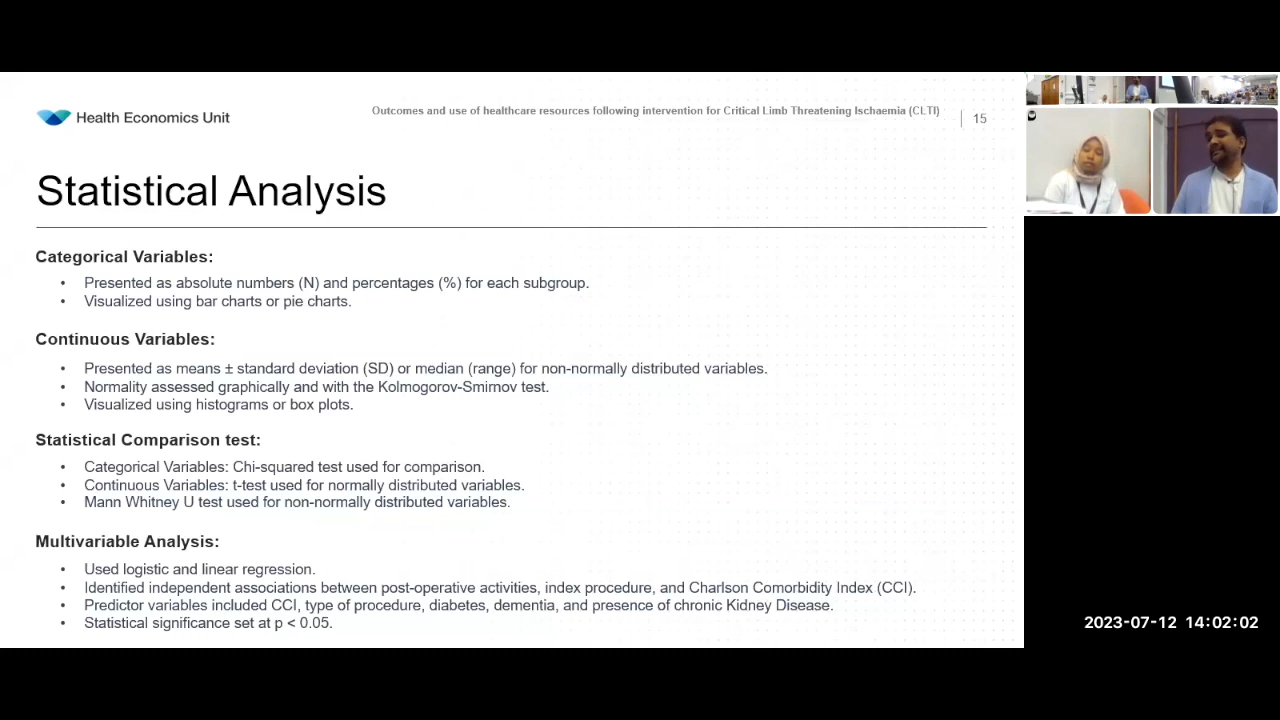 Health Economics Unit
Outcomes and use of healthcare resources following intervention for Critical Limb Threatening Ischaemia (CLTI)
15
Statistical Analysis
Categorical Variables:
• Presented as absolute numbers (N) and percentages (%) for each subgroup.
• Visualized using bar charts or pie charts.
Continuous Variables:
• Presented as means ± standard deviation (SD) or median (range) for non-normally distributed variables.
• Normality assessed graphically and with the Kolmogorov-Smirnov test.
• Visualized using histograms or box plots.
Statistical Comparison test:
• Categorical Variables: Chi-squared test used for comparison.
• Continuous Variables: t-test used for normally distributed variables.
• Mann Whitney U test used for non-normally distributed variables.
Multivariable Analysis:
• Used logistic and linear regression.
• Identified independent associations between post-operative activities, index procedure, and Charlson Comorbidity Index (CCI).
• Predictor variables included CCI, type of procedure, diabetes, dementia, and presence of chronic Kidney Disease.
• Statistical significance set at p < 0.05.
2023-07-12 14:02:02